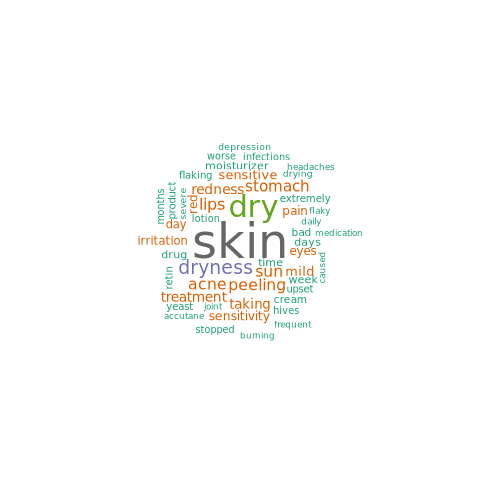 depression
worse infections
moisturizer headaches
flaking sensitive drying
redness stomach
months product severe red lips dry extremely
pain flaky
lotion daily
day skin bad medication
irritation days
drug eyes
dryness time caused
retin sun mild
acne peeling week
upset
treatment taking cream
yeast joint hives
accutane sensitivity
stopped frequent
burning